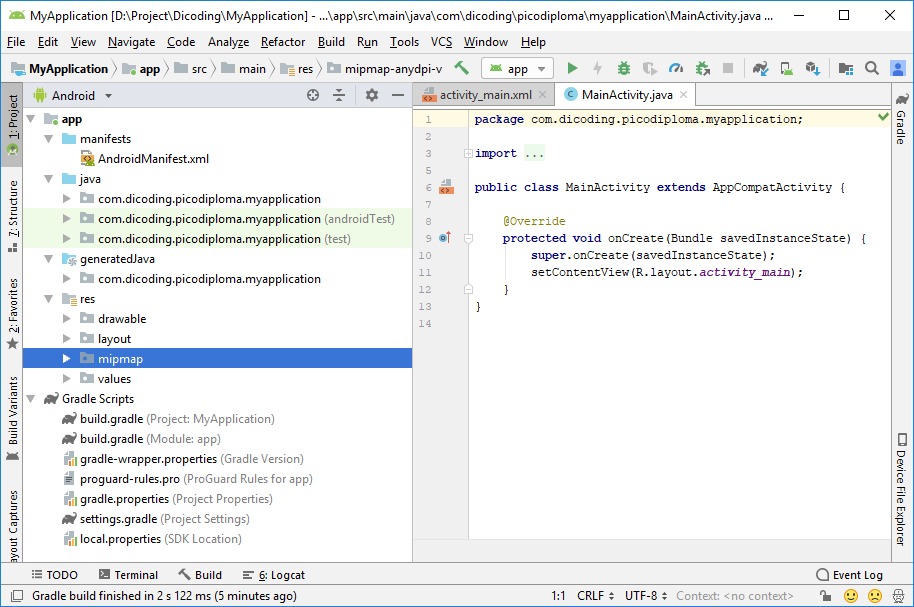 MyApplication [D:\Project\Dicoding\MyApplication] - ...\app\src\main\java\com\dicoding\picodiploma\myapplication\MainActivity.java ...
File Edit View Navigate Code Analyze Refactor Build Run Tools VCS Window Help
MyApplication app src main res mipmap-anydpi-v app
1: Project
7: Structure
2: Favorites
Build Variants
ayout Captures
Android
app
manifests
AndroidManifest.xml
java
com.dicoding.picodiploma.myapplication
com.dicoding.picodiploma.myapplication (androidTest)
com.dicoding.picodiploma.myapplication (test)
generatedJava
com.dicoding.picodiploma.myapplication
res
drawable
layout
mipmap
values
Gradle Scripts
build.gradle (Project: MyApplication)
build.gradle (Module: app)
gradle-wrapper.properties (Gradle Version)
proguard-rules.pro (ProGuard Rules for app)
gradle.properties (Project Properties)
settings.gradle (Project Settings)
local.properties (SDK Location)
activity_main.xml MainActivity.java
1 package com.dicoding.picodiploma.myapplication;
2
3 import ...
5
6 public class MainActivity extends AppCompatActivity {
7
8 @Override
9 protected void onCreate(Bundle savedInstanceState) {
10 super.onCreate(savedInstanceState);
11 setContentView(R.layout.activity_main);
12 }
13 }
14
Gradle
Device File Explorer
TODO Terminal Build 6: Logcat Event Log
Gradle build finished in 2 s 122 ms (5 minutes ago) 1:1 CRLF UTF-8 Context: <no context>